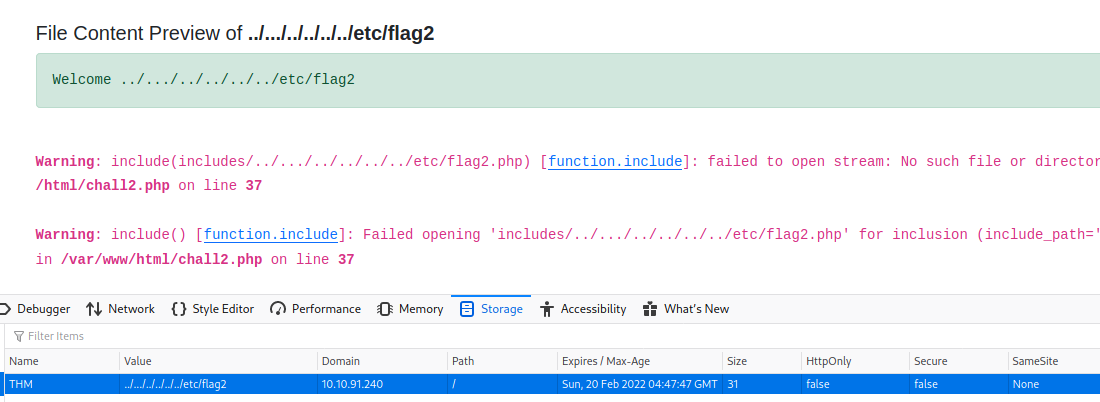 File Content Preview of ../.../../../../../etc/flag2
Welcome ../.../../../../../etc/flag2
Warning: include(includes/../.../../../../../etc/flag2.php) [function.include]: failed to open stream: No such file or director
/html/chall2.php on line 37
Warning: include() [function.include]: Failed opening 'includes/../.../../../../../etc/flag2.php' for inclusion (include_path='
in /var/www/html/chall2.php on line 37
Debugger Network Style Editor Performance Memory Storage Accessibility What's New
Filter Items
Name Value Domain Path Expires / Max-Age Size HttpOnly Secure SameSite
THM ../.../../../../../etc/flag2 10.10.91.240 / Sun, 20 Feb 2022 04:47:47 GMT 31 false false None